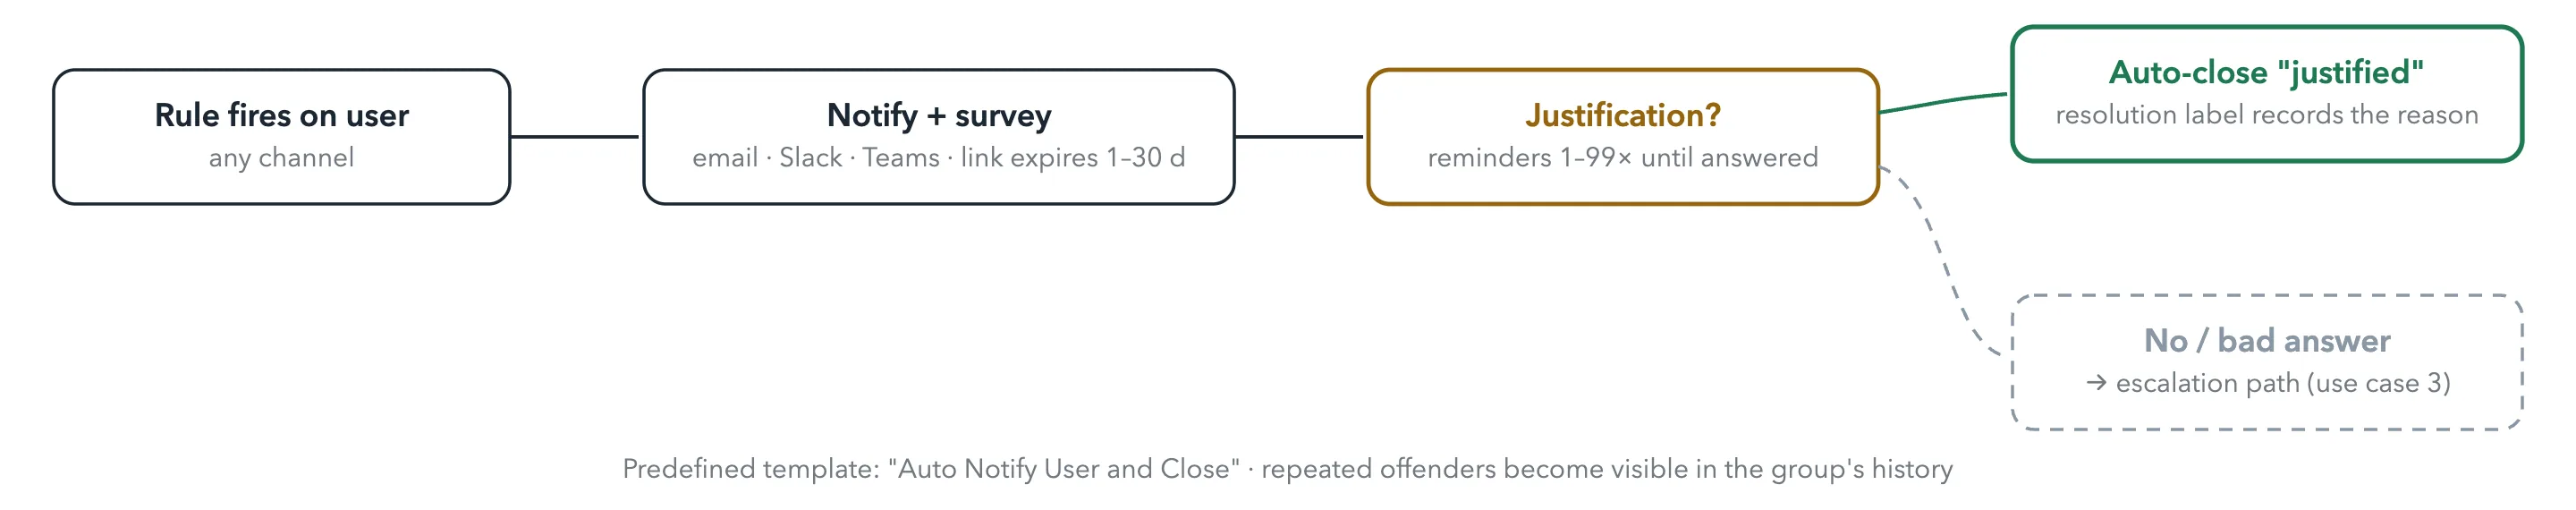 Rule fires on user
any channel
Notify + survey
email · Slack · Teams · link expires 1–30 d
Justification?
reminders 1–99× until answered
Auto-close "justified"
resolution label records the reason
No / bad answer
→ escalation path (use case 3)
Predefined template: "Auto Notify User and Close" · repeated offenders become visible in the group's history